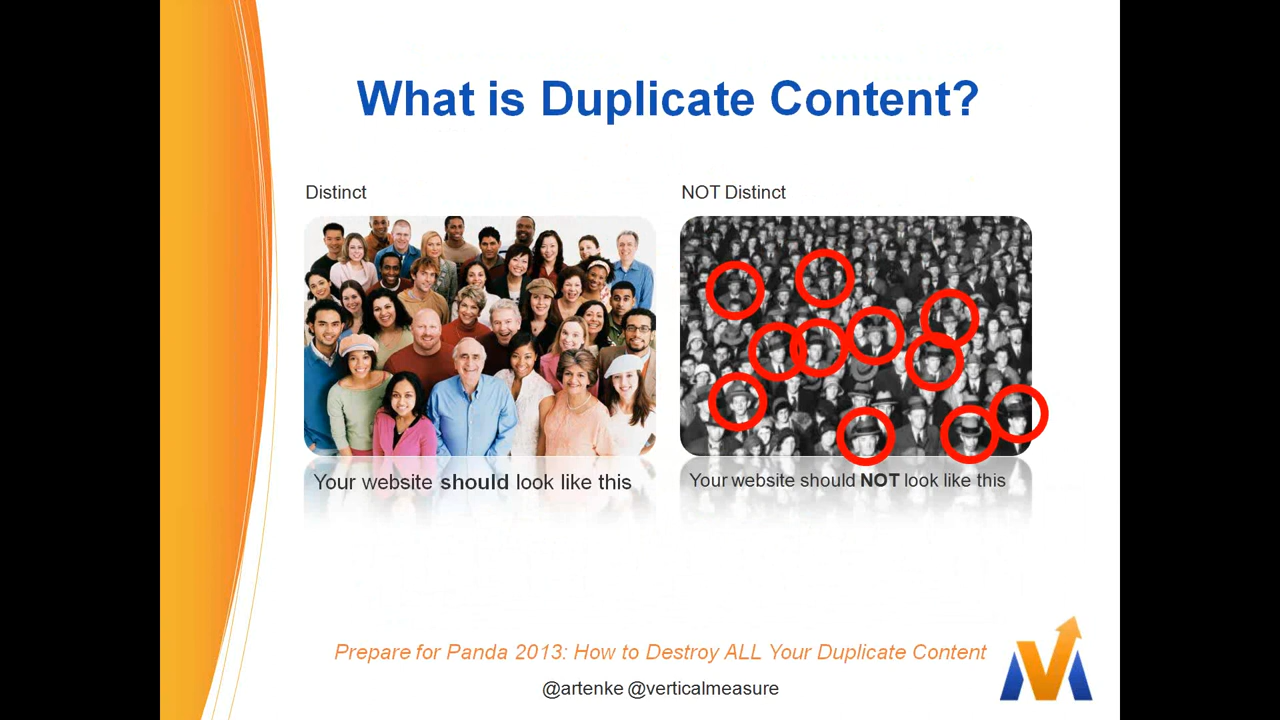 What is Duplicate Content?
Distinct
NOT Distinct
Your website should look like this
Your website should NOT look like this
Prepare for Panda 2013: How to Destroy ALL Your Duplicate Content
@artenke @verticalmeasure